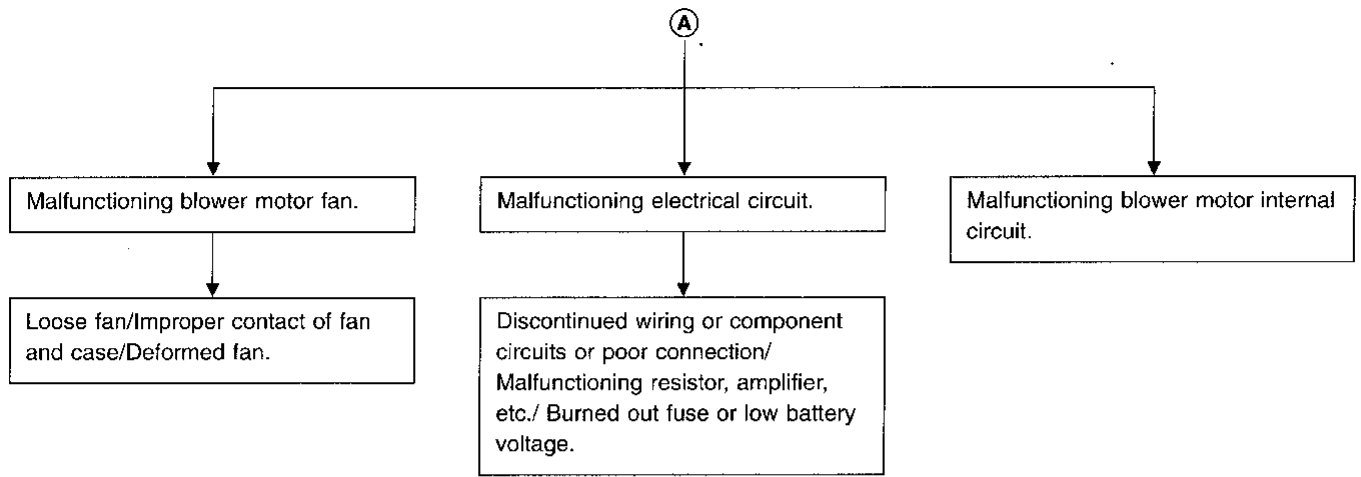 A
Malfunctioning blower motor fan.
Malfunctioning electrical circuit.
Malfunctioning blower motor internal
circuit.
Loose fan/Improper contact of fan
and case/Deformed fan.
Discontinued wiring or component
circuits or poor connection/
Malfunctioning resistor, amplifier,
etc./ Burned out fuse or low battery
voltage.